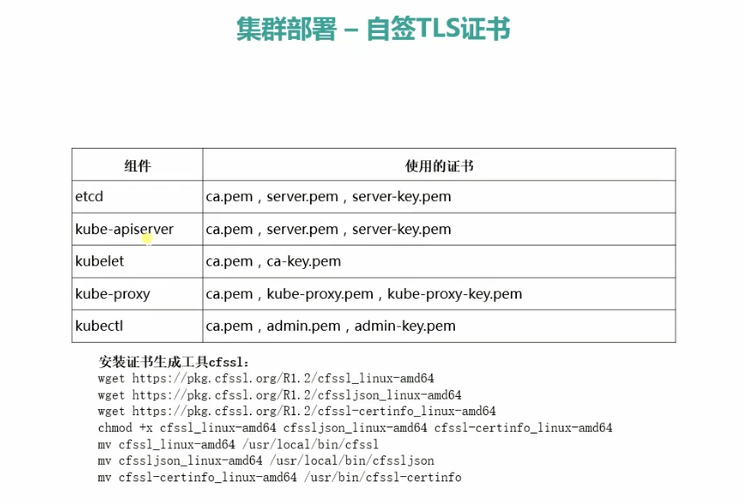 集群部署 – 自签TLS证书
组件 使用的证书
etcd ca.pem，server.pem，server-key.pem
kube-apiserver ca.pem，server.pem，server-key.pem
kubelet ca.pem，ca-key.pem
kube-proxy ca.pem，kube-proxy.pem，kube-proxy-key.pem
kubectl ca.pem，admin.pem，admin-key.pem
安装证书生成工具cfssl：
wget https://pkg.cfssl.org/R1.2/cfssl_linux-amd64
wget https://pkg.cfssl.org/R1.2/cfssljson_linux-amd64
wget https://pkg.cfssl.org/R1.2/cfssl-certinfo_linux-amd64
chmod +x cfssl_linux-amd64 cfssljson_linux-amd64 cfssl-certinfo_linux-amd64
mv cfssl_linux-amd64 /usr/local/bin/cfssl
mv cfssljson_linux-amd64 /usr/local/bin/cfssljson
mv cfssl-certinfo_linux-amd64 /usr/bin/cfssl-certinfo